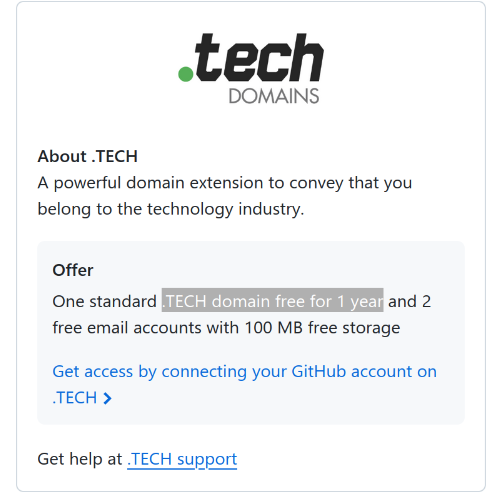 .tech
DOMAINS
About .TECH
A powerful domain extension to convey that you
belong to the technology industry.
Offer
One standard .TECH domain free for 1 year and 2
free email accounts with 100 MB free storage
Get access by connecting your GitHub account on
.TECH
Get help at .TECH support